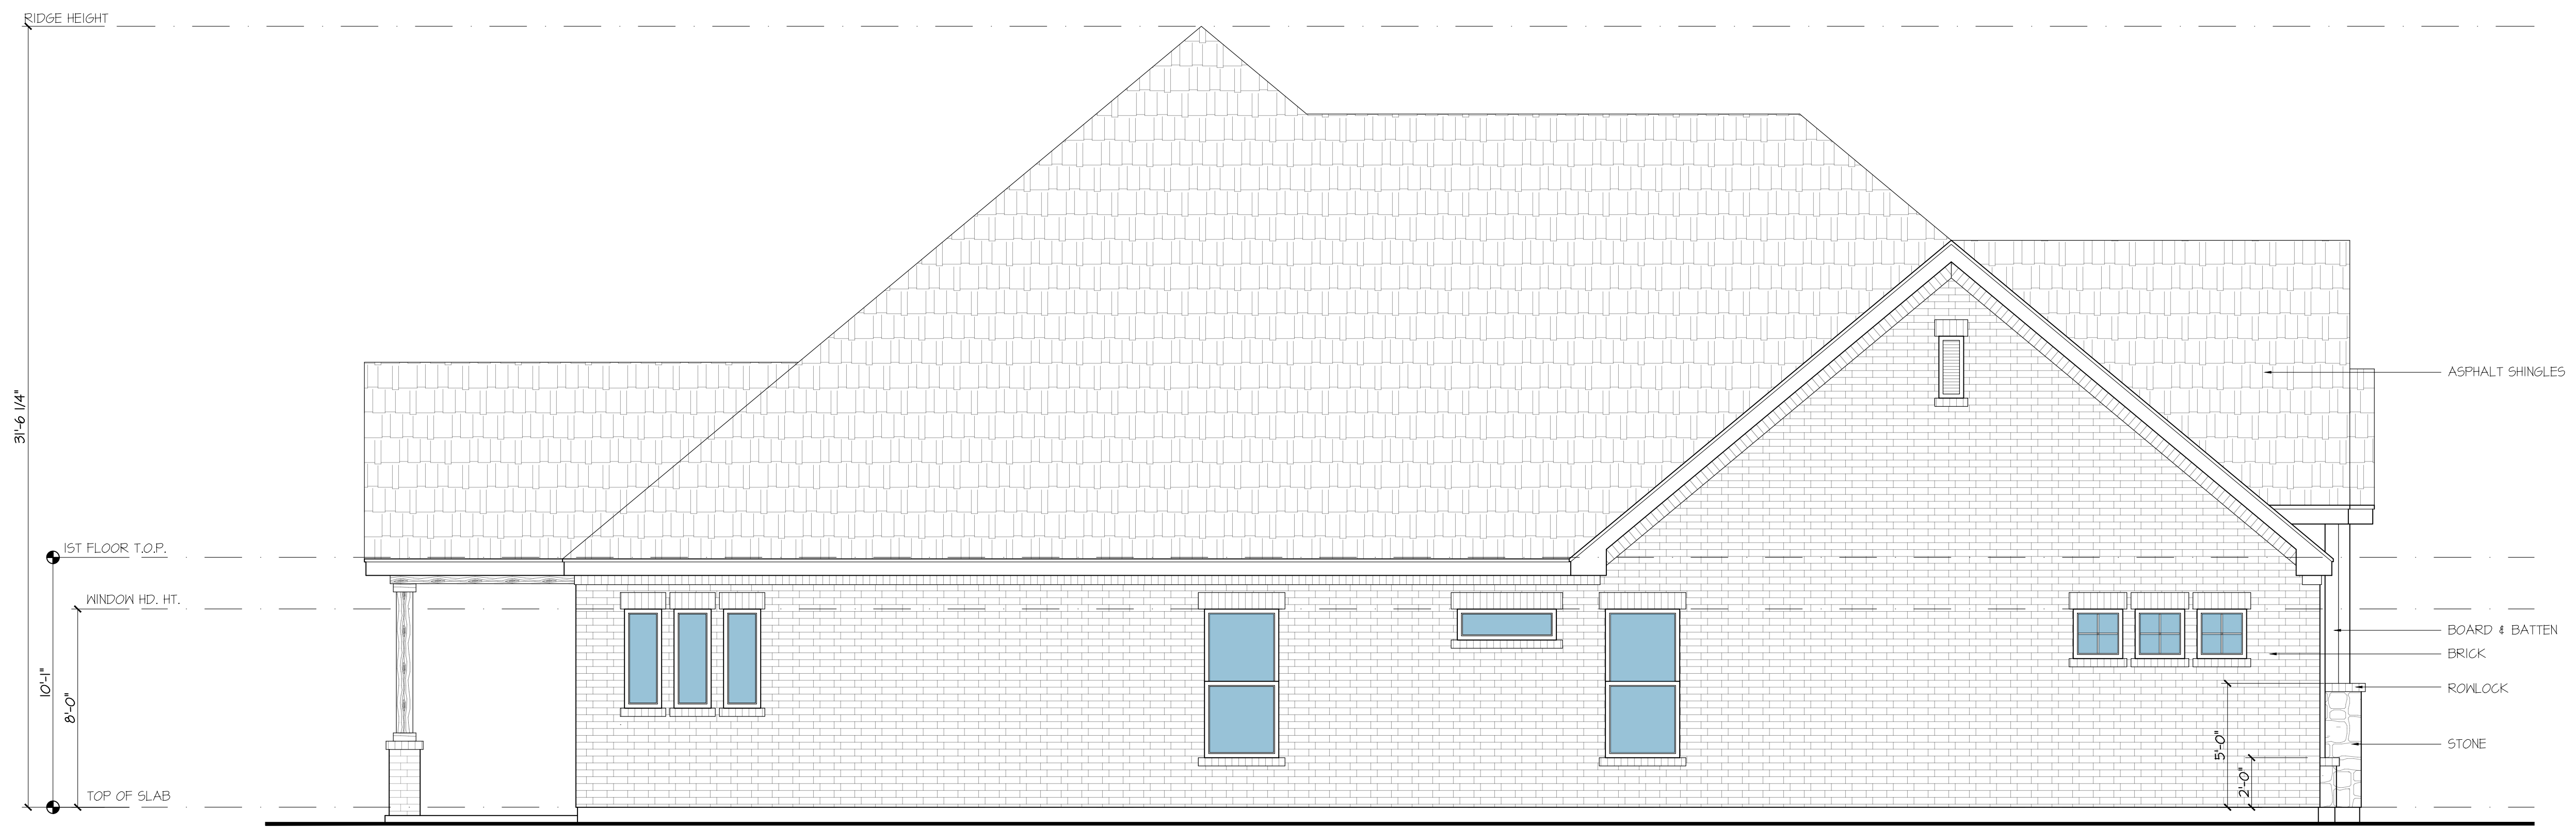 RIDGE HEIGHT
31'-6 1/4"
1ST FLOOR T.O.P.
WINDOW HD. HT.
10'-1"
8'-0"
TOP OF SLAB
ASPHALT SHINGLES
BOARD & BATTEN
BRICK
ROWLOCK
STONE
5'-0"
2'-0"